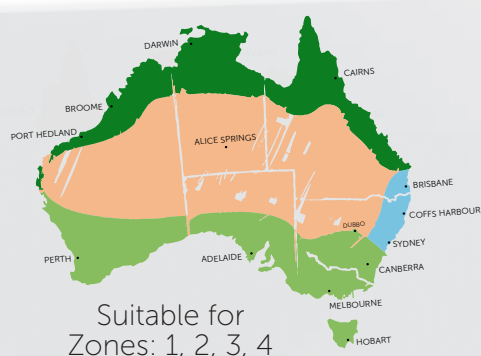 DARWIN
CAIRNS
BROOME
PORT HEDLAND
ALICE SPRINGS
BRISBANE
COFFS HARBOUR
DUBBO
SYDNEY
PERTH
ADELAIDE
CANBERRA
MELBOURNE
HOBART
Suitable for
Zones: 1, 2, 3, 4